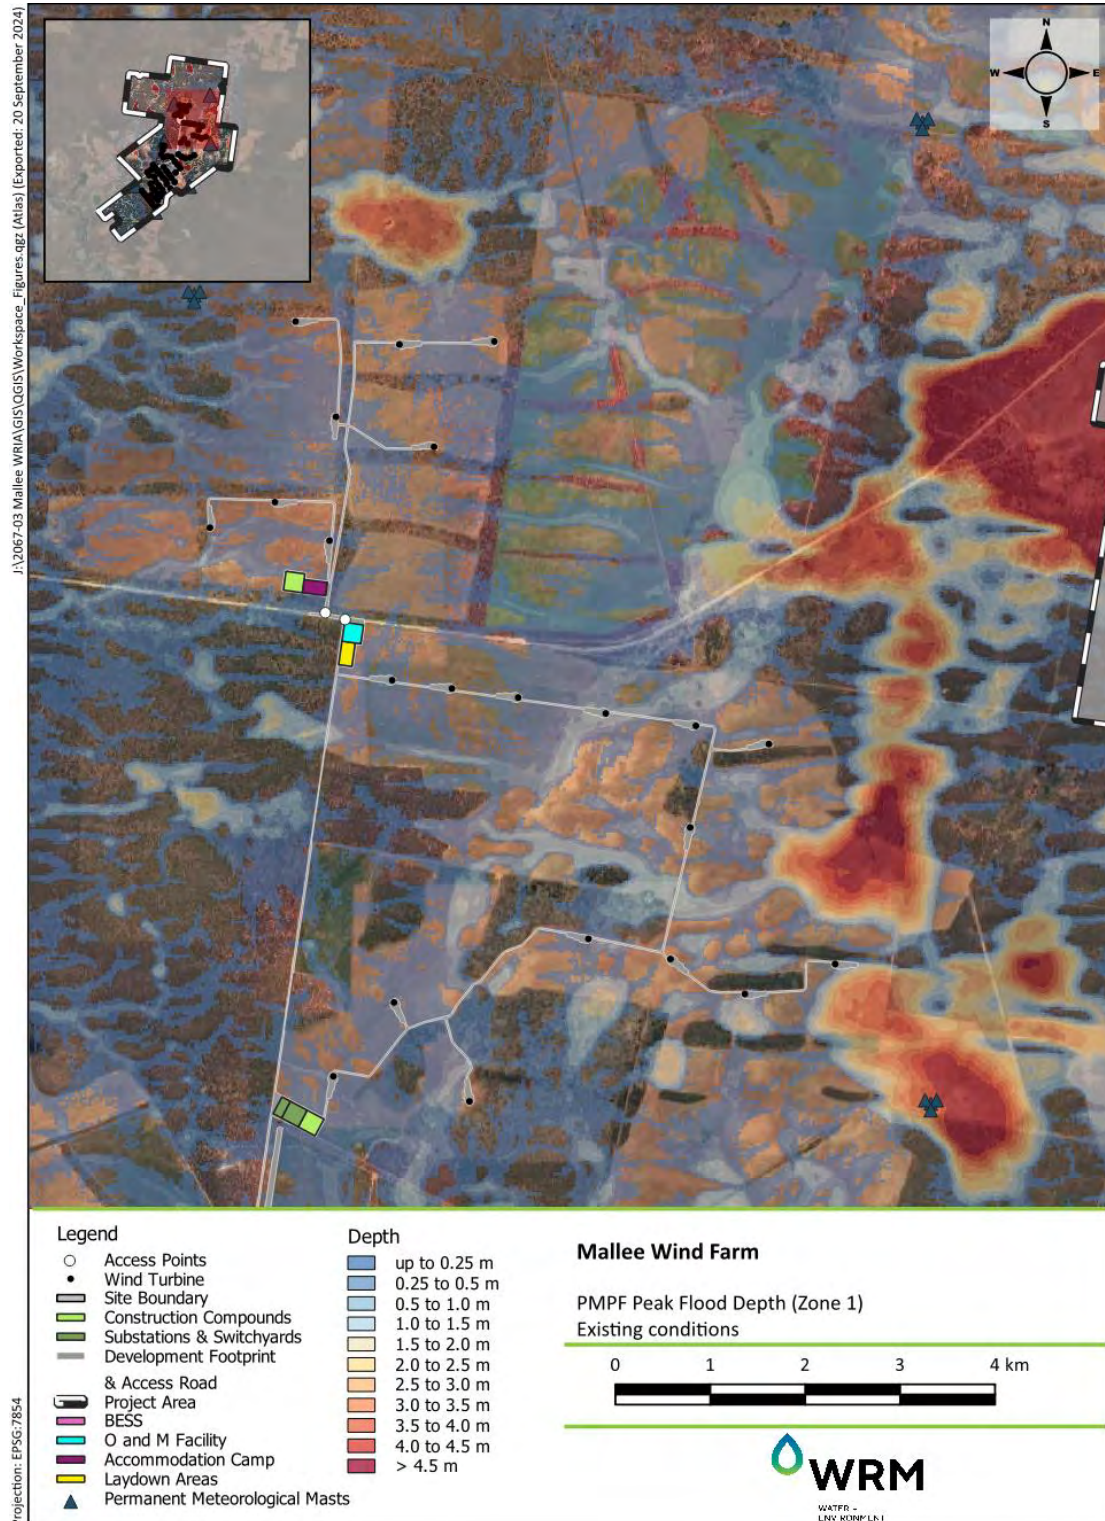 J:\2067-03 Mallee WRIA\GIS\QGIS\Workspace_Figures.qgz (Atlas) (Exported: 20 September 2024)
N
W
E
S
Legend
Access Points
Wind Turbine
Site Boundary
Construction Compounds
Substations & Switchyards
Development Footprint
& Access Road
Project Area
BESS
O and M Facility
Accommodation Camp
Laydown Areas
Permanent Meteorological Masts
Depth
up to 0.25 m
0.25 to 0.5 m
0.5 to 1.0 m
1.0 to 1.5 m
1.5 to 2.0 m
2.0 to 2.5 m
2.5 to 3.0 m
3.0 to 3.5 m
3.5 to 4.0 m
4.0 to 4.5 m
> 4.5 m
Mallee Wind Farm
PMPF Peak Flood Depth (Zone 1)
Existing conditions
0 1 2 3 4 km
WRM
WATER +
ENVIRONMENT
Projection: EPSG:7854